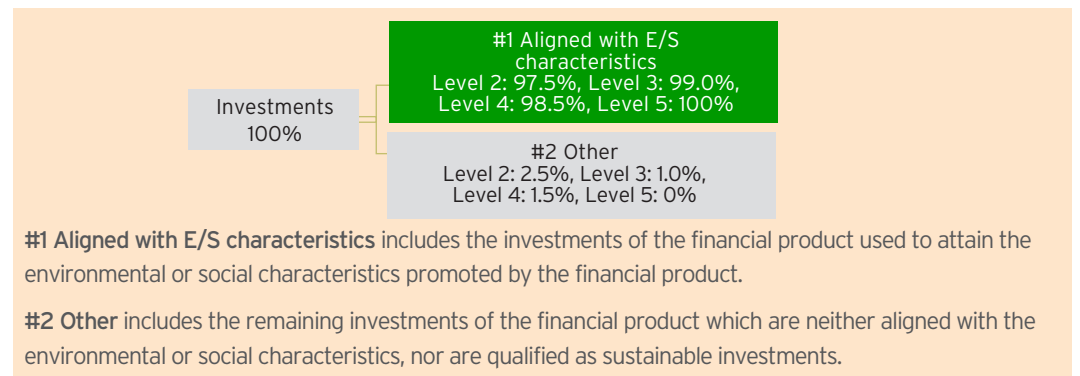 #1 Aligned with E/S
characteristics
Level 2: 97.5%, Level 3: 99.0%,
Level 4: 98.5%, Level 5: 100%
Investments
100%
#2 Other
Level 2: 2.5%, Level 3: 1.0%,
Level 4: 1.5%, Level 5: 0%
#1 Aligned with E/S characteristics includes the investments of the financial product used to attain the
environmental or social characteristics promoted by the financial product.
#2 Other includes the remaining investments of the financial product which are neither aligned with the
environmental or social characteristics, nor are qualified as sustainable investments.